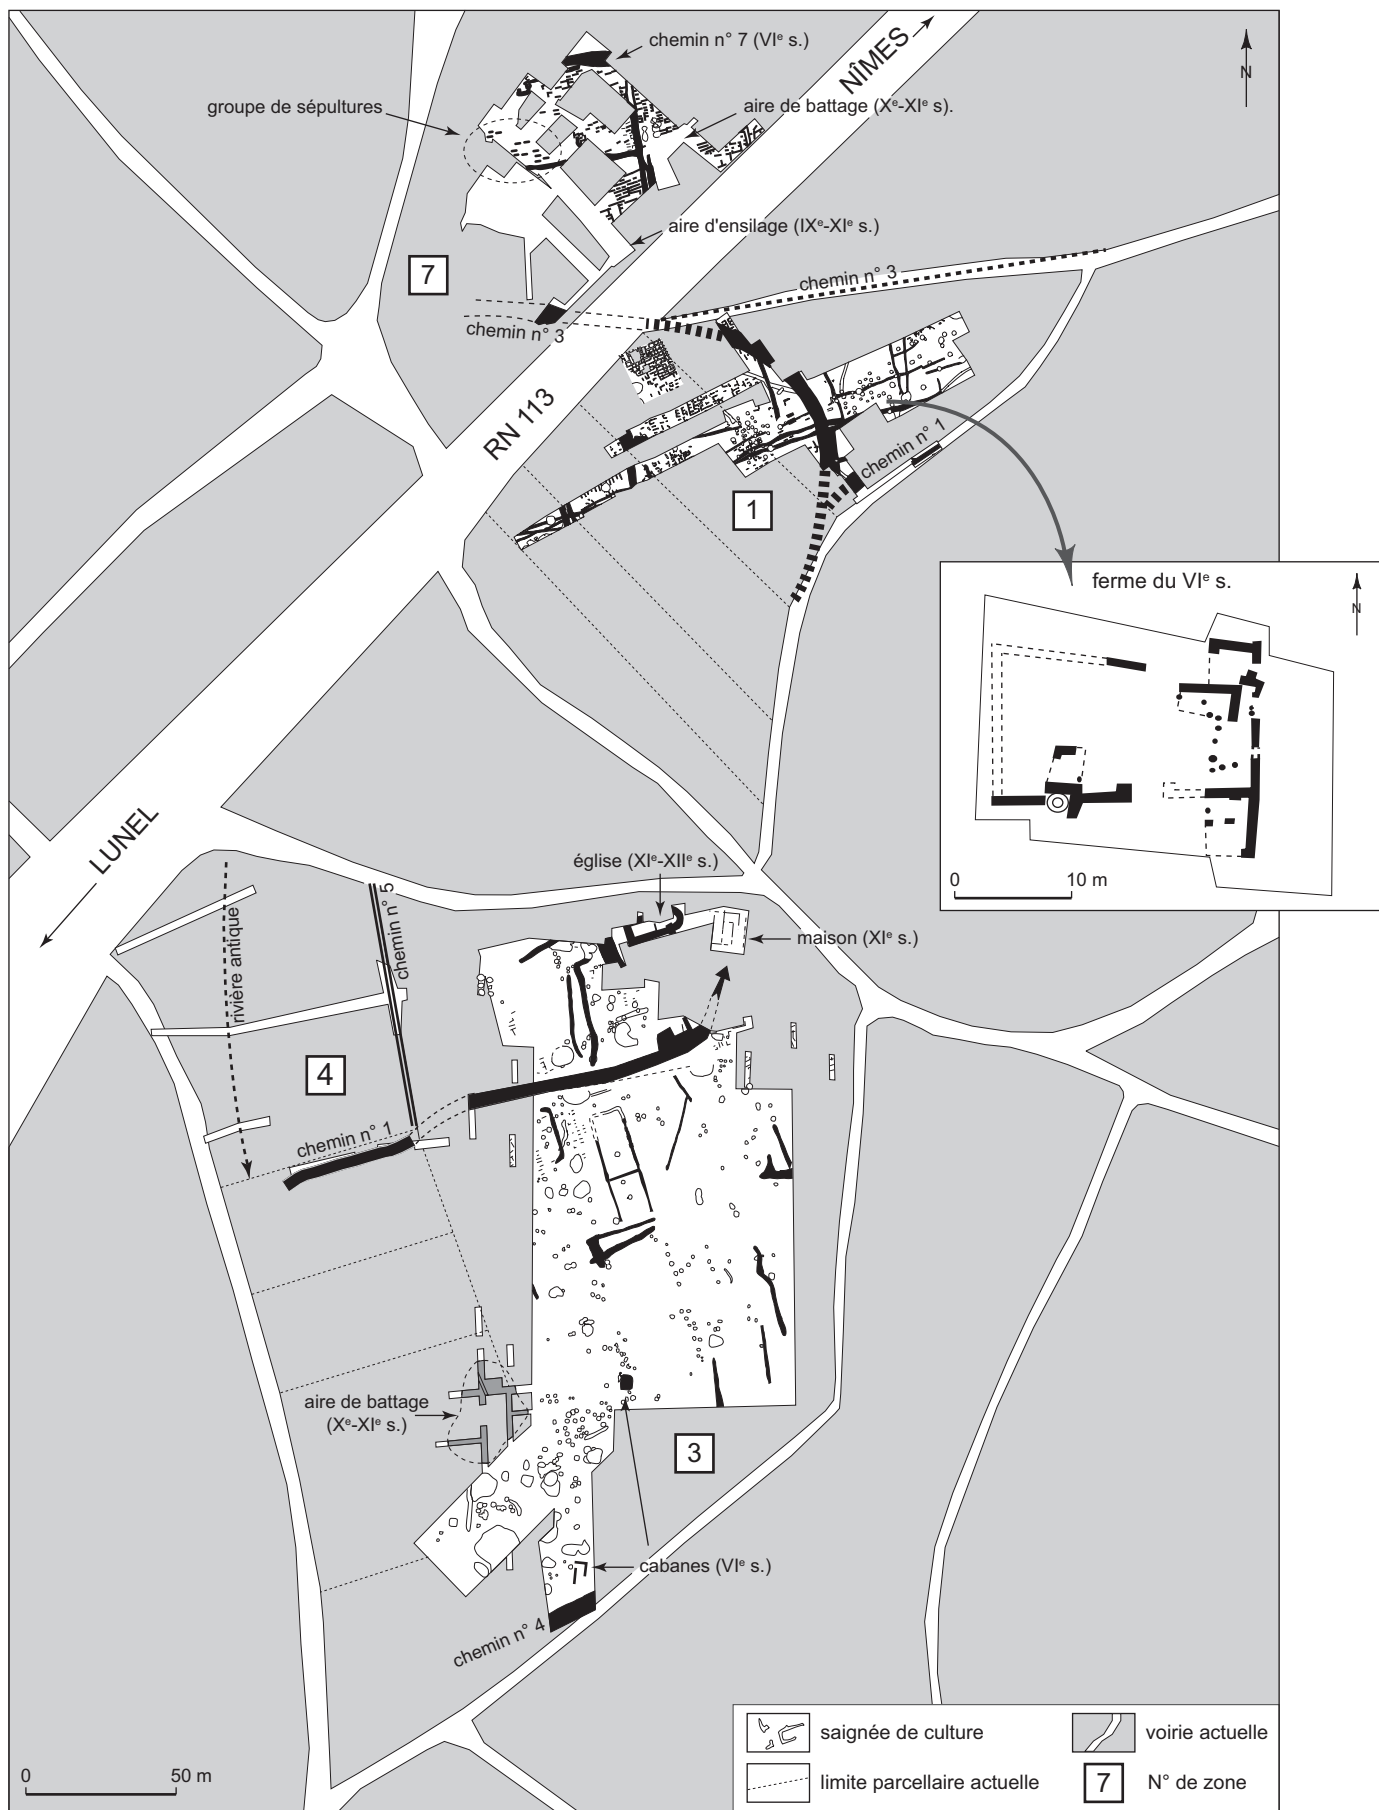 chemin n° 7 (VIᵉ s.)
NÎMES
N
groupe de sépultures
aire de battage (Xᵉ-XIᵉ s).
aire d'ensilage (IXᵉ-XIᵉ s.)
7
chemin n° 3
chemin n° 3
RN 113
chemin n° 1
1
ferme du VIᵉ s.
N
0 10 m
LUNEL
église (XIᵉ-XIIᵉ s.)
maison (XIᵉ s.)
chemin n° 5
rivière antique
4
chemin n° 1
aire de battage
(Xᵉ-XIᵉ s.)
3
cabanes (VIᵉ s.)
chemin n° 4
0 50 m
saignée de culture
voirie actuelle
limite parcellaire actuelle
7 N° de zone